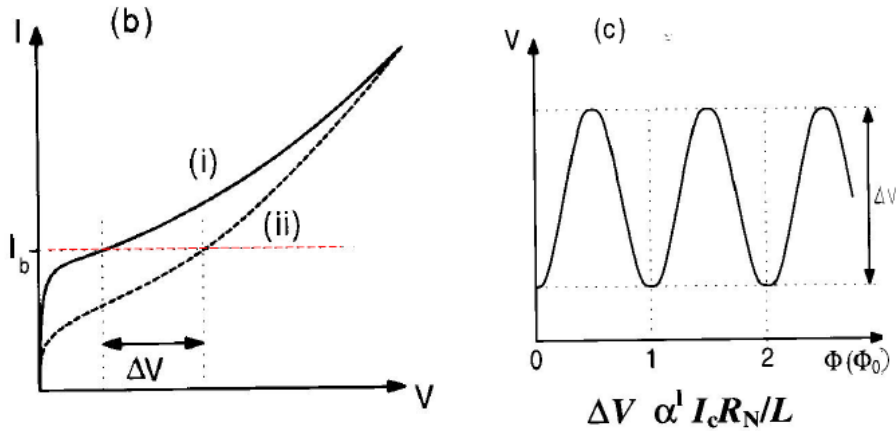 I (b)
(i)
(ii)
I_b
ΔV
V
V (c)
ΔV
0 1 2 Φ(Φ₀)
ΔV α^l I_cR_N/L